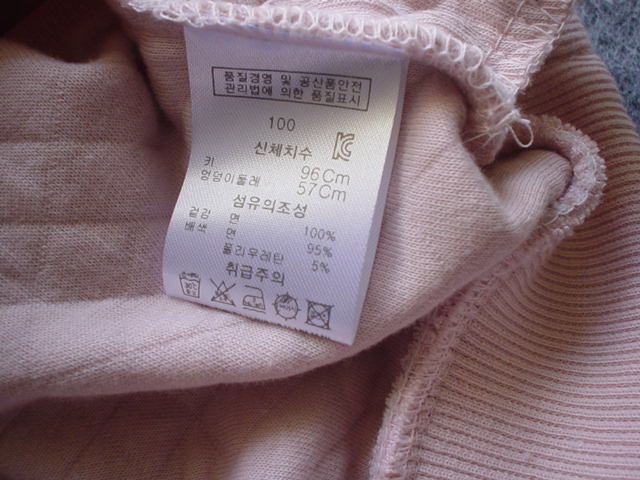 품질경영 및 공산품안전
관리법에 의한 품질표시
100
신체치수
키 96Cm
엉덩이둘레 57Cm
섬유의조성
겉감 면 100%
배색 면 95%
폴리우레탄 5%
취급주의